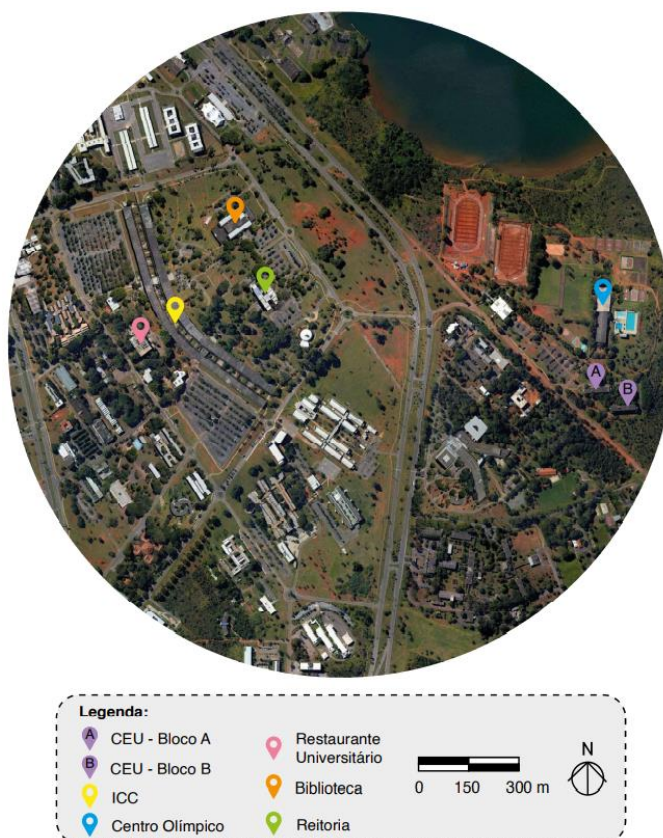 A
B
Legenda:
A CEU - Bloco A
B CEU - Bloco B
ICC
Centro Olímpico
Restaurante
Universitário
Biblioteca
Reitoria
0 150 300 m
N